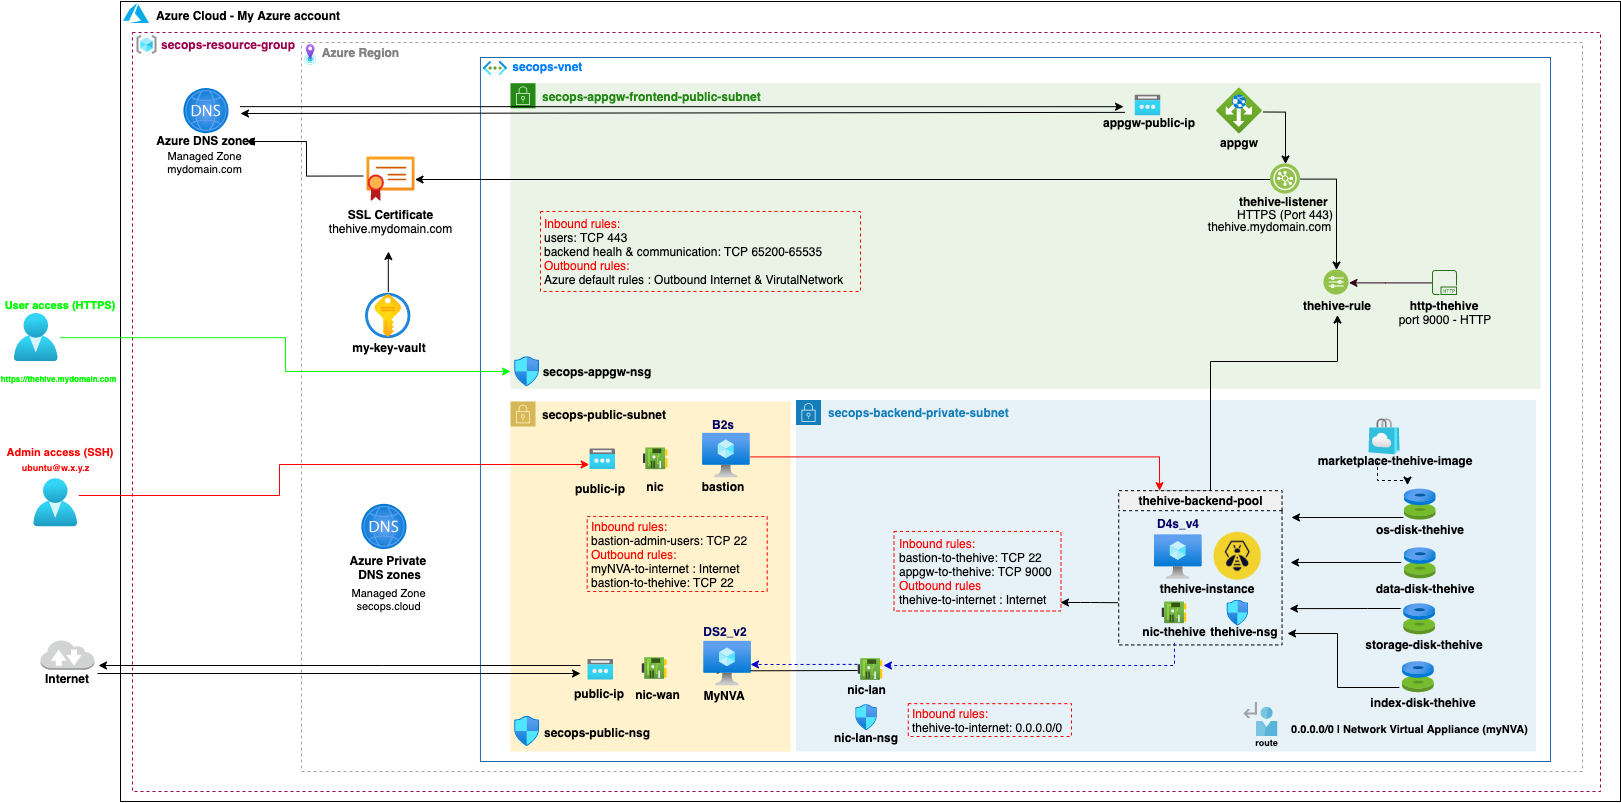 Azure Cloud - My Azure account
secops-resource-group
Azure Region
secops-vnet
secops-appgw-frontend-public-subnet
DNS
Azure DNS zones
Managed Zone
mydomain.com
appgw-public-ip
appgw
SSL Certificate
thehive.mydomain.com
thehive-listener
HTTPS (Port 443)
thehive.mydomain.com
Inbound rules:
users: TCP 443
backend healh & communication: TCP 65200-65535
Outbound rules:
Azure default rules : Outbound Internet & VirutalNetwork
thehive-rule
HTTP
http-thehive
port 9000 - HTTP
my-key-vault
User access (HTTPS)
https://thehive.mydomain.com
secops-appgw-nsg
secops-public-subnet
secops-backend-private-subnet
Admin access (SSH)
ubuntu@w.x.y.z
B2s
public-ip
nic
bastion
marketplace-thehive-image
thehive-backend-pool
D4s_v4
thehive-instance
nic-thehive
thehive-nsg
os-disk-thehive
data-disk-thehive
storage-disk-thehive
index-disk-thehive
DNS
Azure Private
DNS zones
Managed Zone
secops.cloud
Inbound rules:
bastion-admin-users: TCP 22
Outbound rules:
myNVA-to-internet : Internet
bastion-to-thehive: TCP 22
Inbound rules:
bastion-to-thehive: TCP 22
appgw-to-thehive: TCP 9000
Outbound rules
thehive-to-internet : Internet
Internet
public-ip
nic-wan
DS2_v2
MyNVA
secops-public-nsg
nic-lan
nic-lan-nsg
Inbound rules:
thehive-to-internet: 0.0.0.0/0
route
0.0.0.0/0 | Network Virtual Appliance (myNVA)